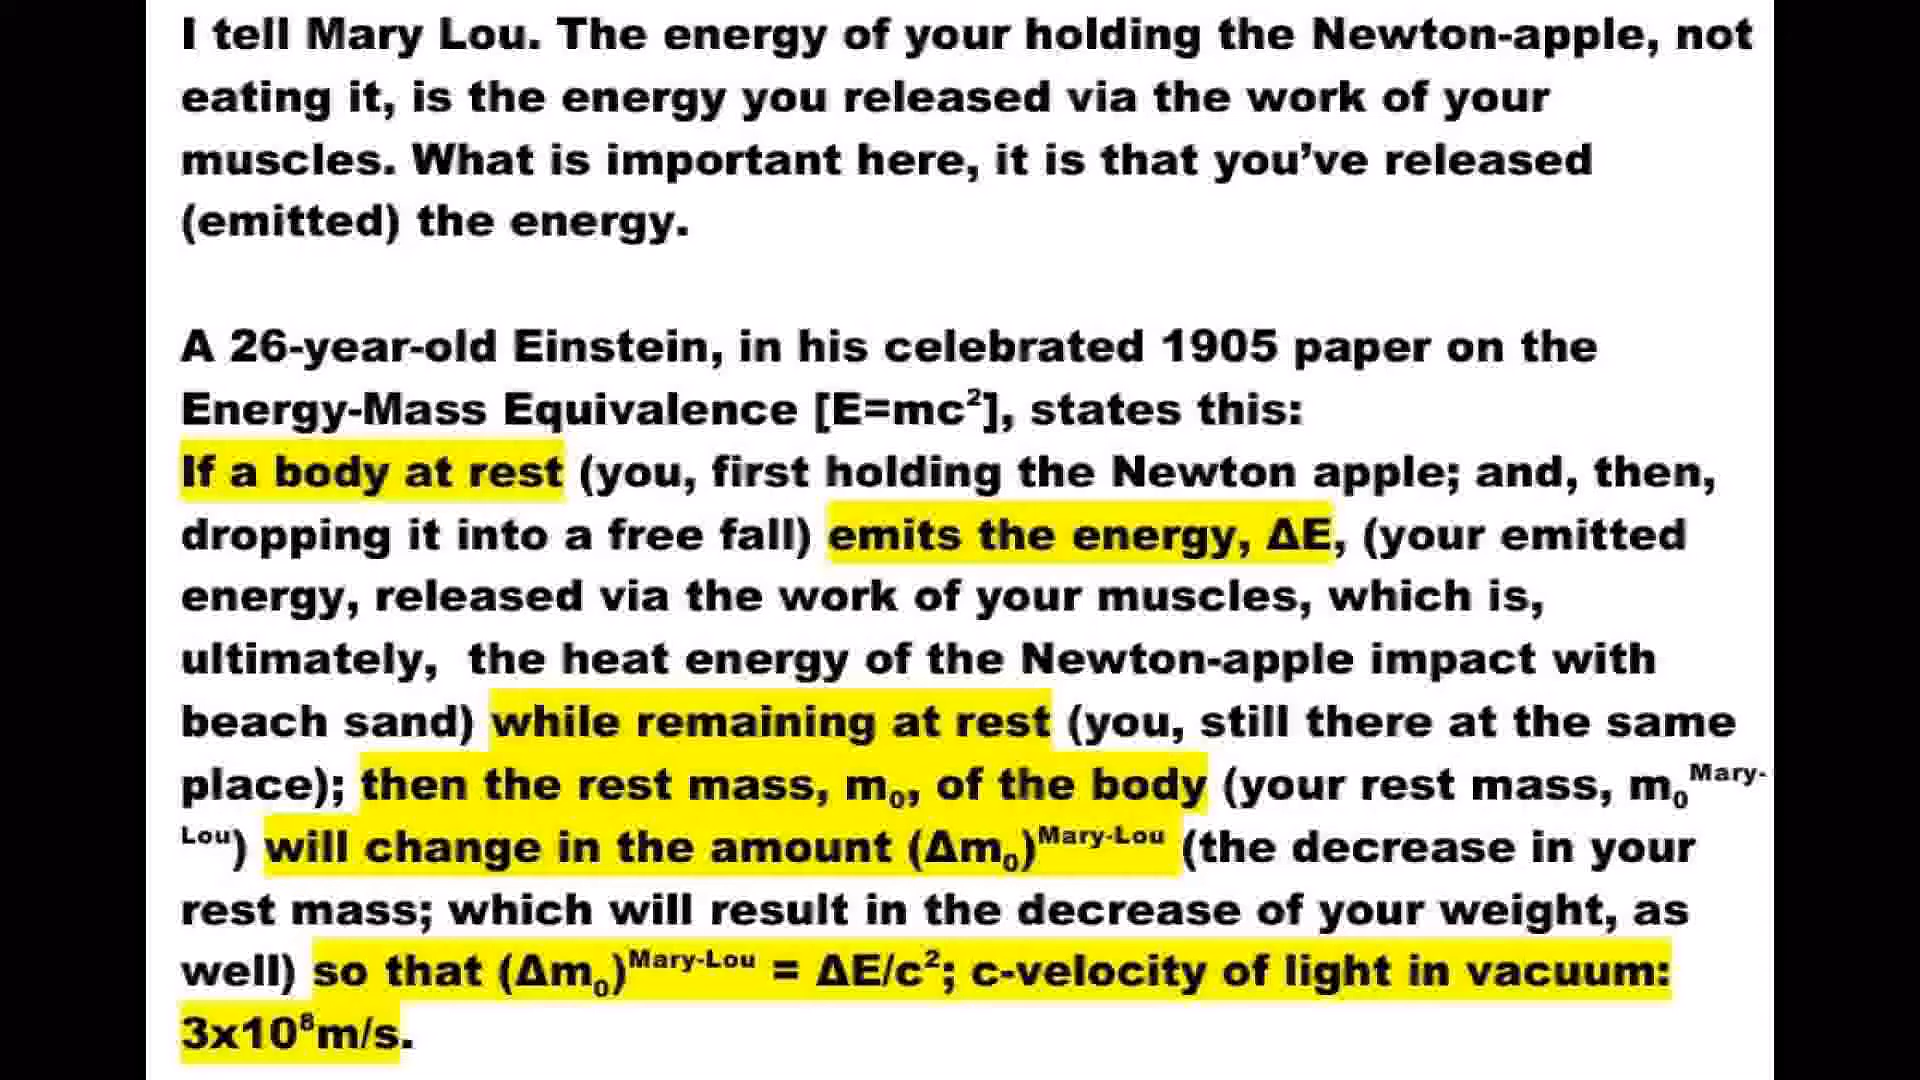 I tell Mary Lou. The energy of your holding the Newton-apple, not
eating it, is the energy you released via the work of your
muscles. What is important here, it is that you’ve released
(emitted) the energy.
A 26-year-old Einstein, in his celebrated 1905 paper on the
Energy-Mass Equivalence [E=mc²], states this:
If a body at rest (you, first holding the Newton apple; and, then,
dropping it into a free fall) emits the energy, ΔE, (your emitted
energy, released via the work of your muscles, which is,
ultimately,  the heat energy of the Newton-apple impact with
beach sand) while remaining at rest (you, still there at the same
place); then the rest mass, m₀, of the body (your rest mass, m₀ Mary-
Lou) will change in the amount (Δm₀)Mary-Lou (the decrease in your
rest mass; which will result in the decrease of your weight, as
well) so that (Δm₀)Mary-Lou = ΔE/c²; c-velocity of light in vacuum:
3x10⁸m/s.